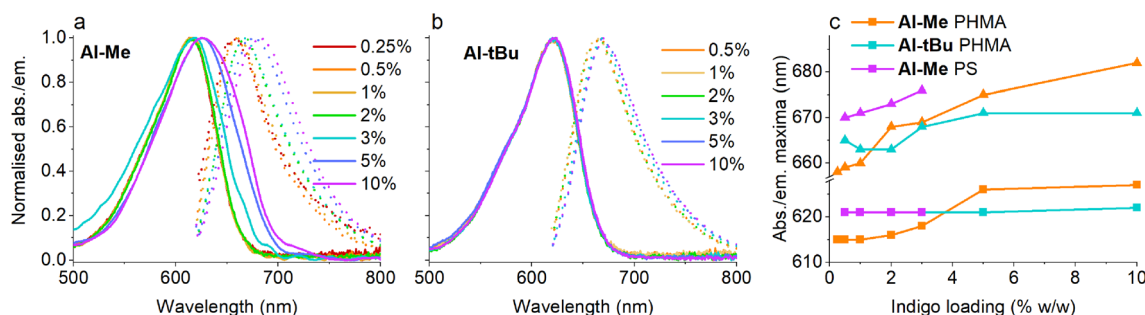 a
Al-Me
Normalised abs./em.
1.0
0.8
0.6
0.4
0.2
0.0
500
600
700
800
Wavelength (nm)
0.25%
0.5%
1%
2%
3%
5%
10%
b
Al-tBu
500
600
700
800
Wavelength (nm)
0.5%
1%
2%
3%
5%
10%
c
Al-Me PHMA
Al-tBu PHMA
Al-Me PS
Abs./em. maxima (nm)
680
670
660
620
610
0
2
4
6
8
10
Indigo loading (% w/w)